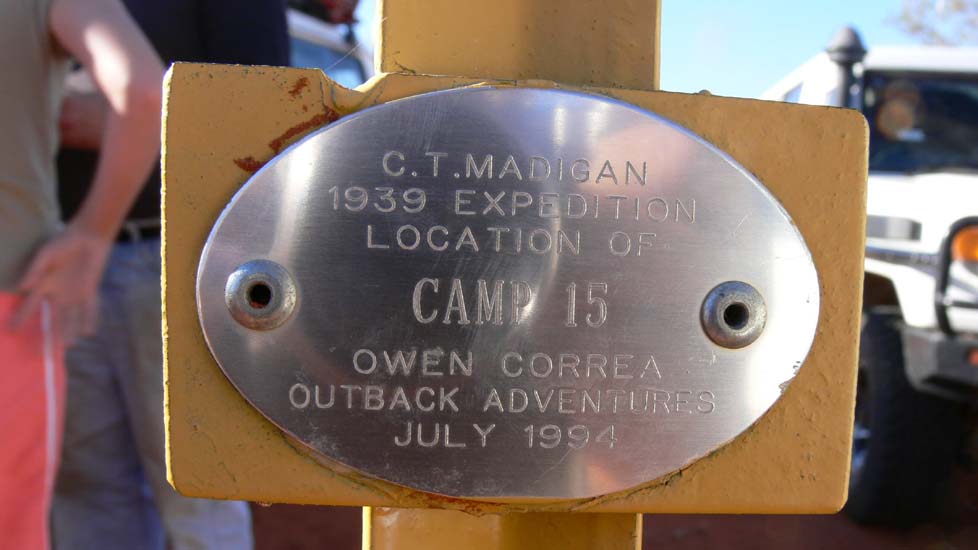 C.T.MADIGAN
1939 EXPEDITION
LOCATION OF
CAMP 15
OWEN CORREA
OUTBACK ADVENTURES
JULY 1994